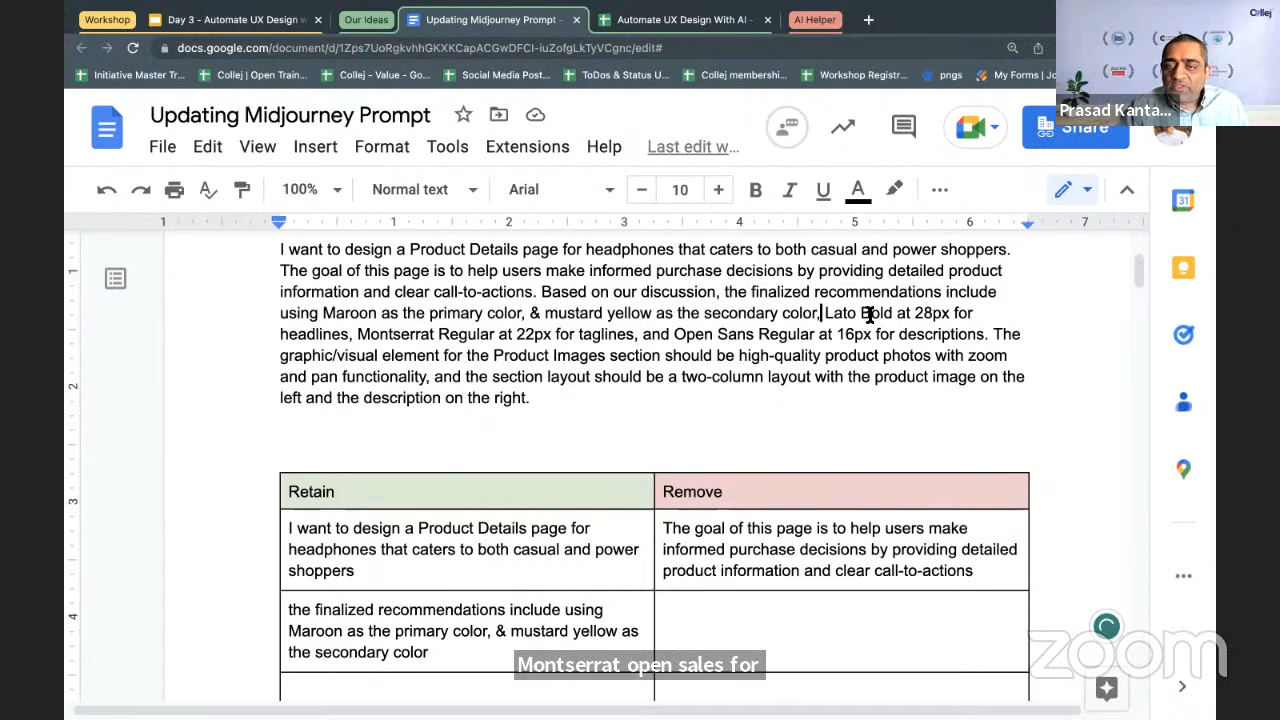 Workshop
Day 3 - Automate UX Design w
Our Ideas
Updating Midjourney Prompt -
Automate UX Design With AI -
AI Helper
docs.google.com/document/d/1Zps7UoRgkvhhGKXKCapACGwDFCI-iuZofgLkTyVCgnc/edit#
Initiative Master Tr...
Collej | Open Train...
Collej - Value - Go...
Social Media Post...
ToDos & Status U...
Collej membershi...
Workshop Registr...
pngs
My Forms | Jo
Collej
Prasad Kanta...
Updating Midjourney Prompt
Share
File Edit View Insert Format Tools Extensions Help Last edit w...
100% Normal text Arial 10 B I U A
1 1 2 3 4 5 6 7
I want to design a Product Details page for headphones that caters to both casual and power shoppers.
The goal of this page is to help users make informed purchase decisions by providing detailed product
information and clear call-to-actions. Based on our discussion, the finalized recommendations include
using Maroon as the primary color, & mustard yellow as the secondary color, Lato Bold at 28px for
headlines, Montserrat Regular at 22px for taglines, and Open Sans Regular at 16px for descriptions. The
graphic/visual element for the Product Images section should be high-quality product photos with zoom
and pan functionality, and the section layout should be a two-column layout with the product image on the
left and the description on the right.
Retain
Remove
I want to design a Product Details page for
headphones that caters to both casual and power
shoppers
The goal of this page is to help users make
informed purchase decisions by providing detailed
product information and clear call-to-actions
the finalized recommendations include using
Maroon as the primary color, & mustard yellow as
the secondary color
Montserrat open sales for
zoom